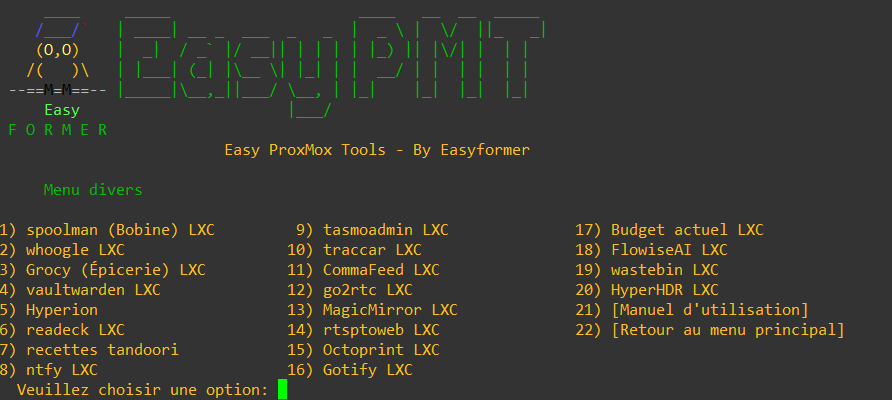 EasyPMT
(O,O)
--==M=M==--
Easy
F O R M E R
Easy ProxMox Tools - By Easyformer
Menu divers
1) spoolman (Bobine) LXC
2) whoogle LXC
3) Grocy (Épicerie) LXC
4) vaultwarden LXC
5) Hyperion
6) readeck LXC
7) recettes tandoori
8) ntfy LXC
9) tasmoadmin LXC
10) traccar LXC
11) CommaFeed LXC
12) go2rtc LXC
13) MagicMirror LXC
14) rtsptoweb LXC
15) Octoprint LXC
16) Gotify LXC
17) Budget actuel LXC
18) FlowiseAI LXC
19) wastebin LXC
20) HyperHDR LXC
21) [Manuel d'utilisation]
22) [Retour au menu principal]
Veuillez choisir une option: